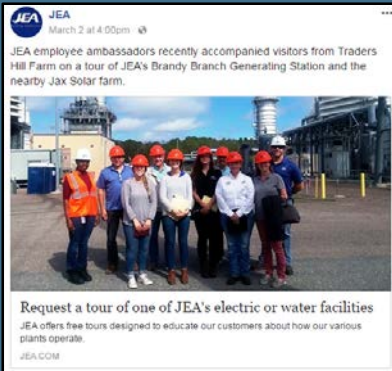 JEA
JEA
March 2 at 4:00pm ·
JEA employee ambassadors recently accompanied visitors from Traders
Hill Farm on a tour of JEA's Brandy Branch Generating Station and the
nearby Jax Solar farm.
Request a tour of one of JEA's electric or water facilities
JEA offers free tours designed to educate our customers about how our various
plants operate.
JEA.COM